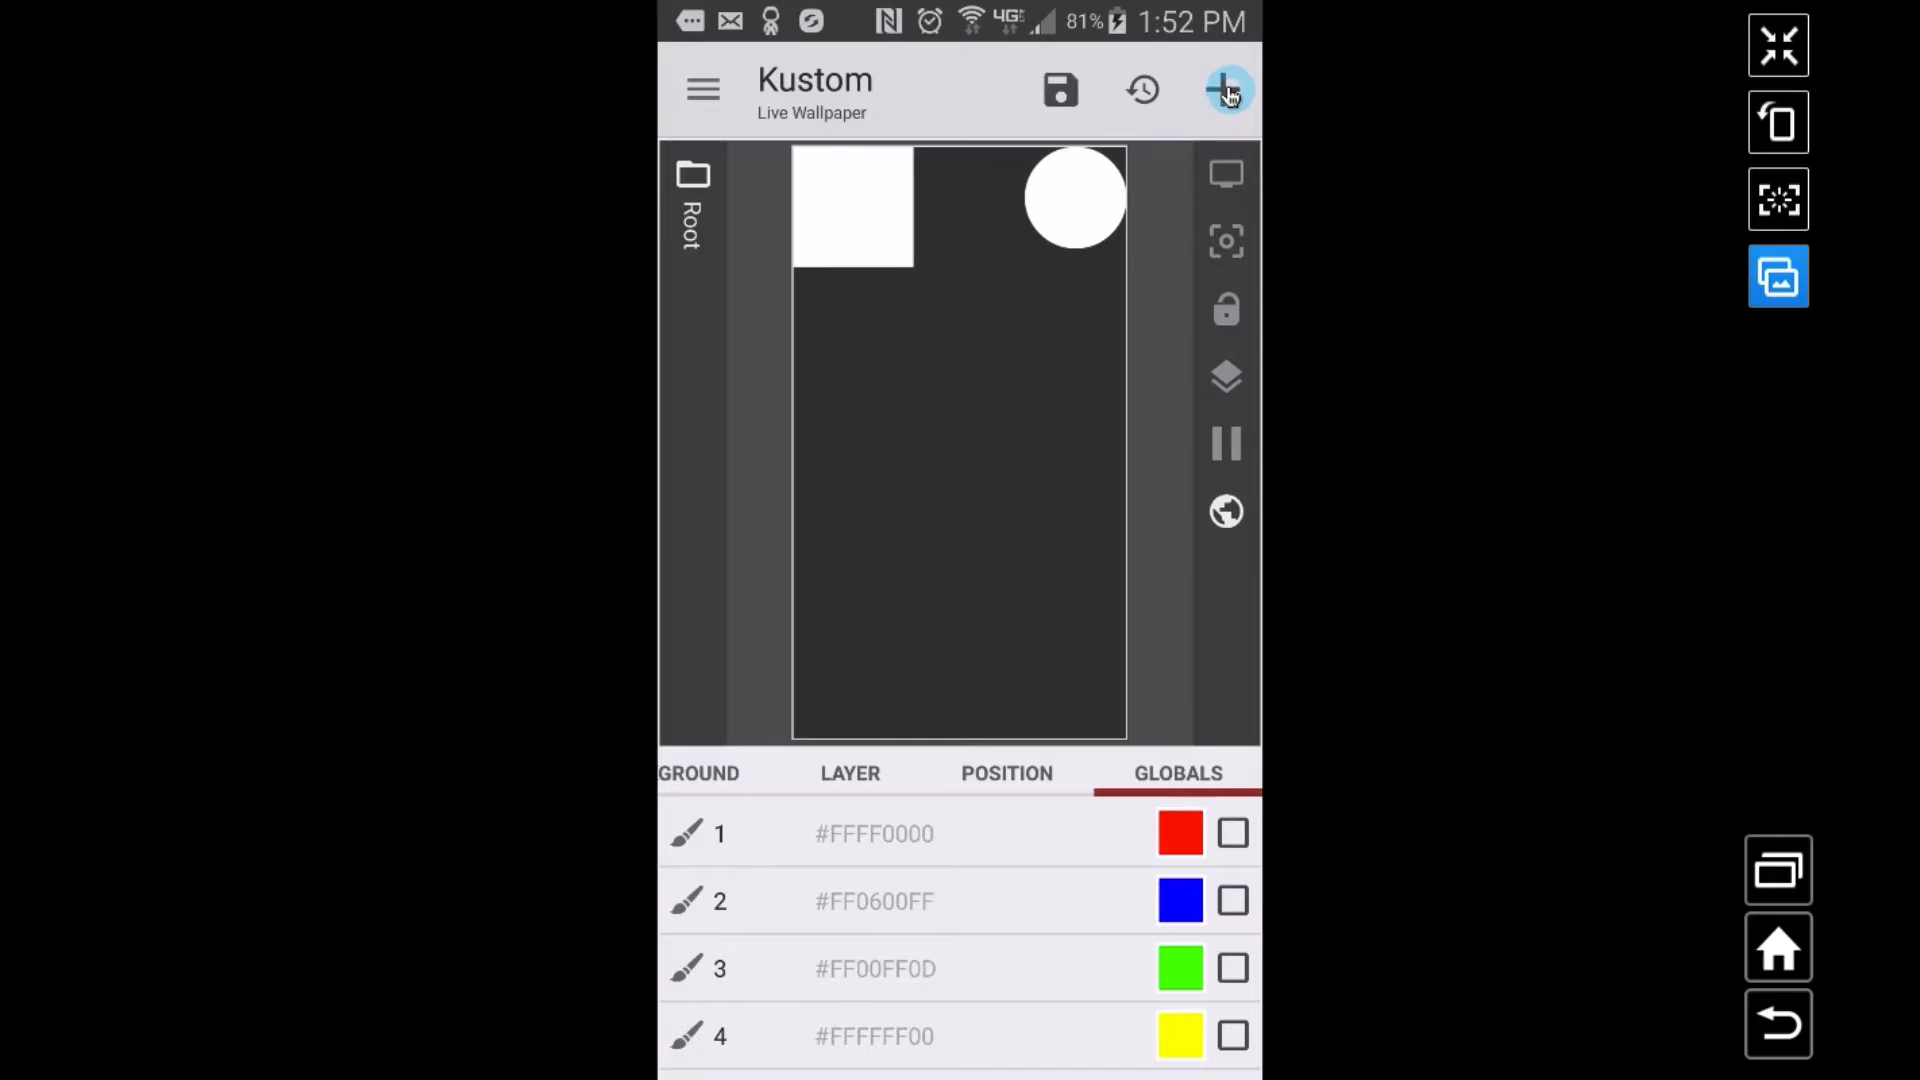 4G 81% 1:52 PM
Kustom
Live Wallpaper
Root
GROUND LAYER POSITION GLOBALS
1 #FFFF0000
2 #FF0600FF
3 #FF00FF0D
4 #FFFFFF00